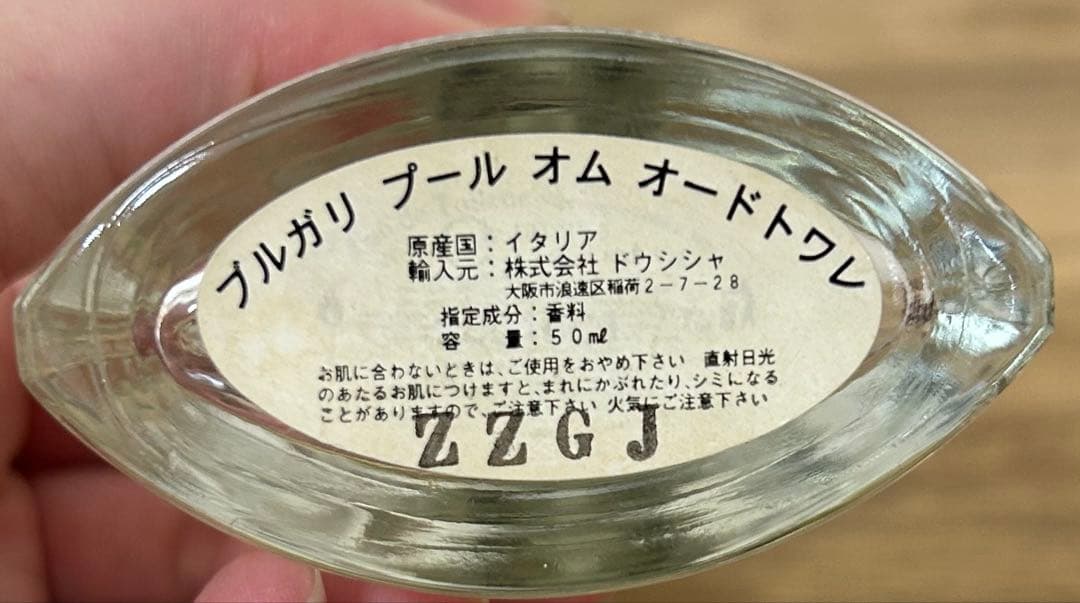 ブルガリ プール オム オードトワレ
原産国：イタリア
輸入元：株式会社 ドウシシャ
大阪市浪速区稲荷２－７－２８
指定成分：香料
容　　量：５０㎖
お肌に合わないときは、ご使用をおやめ下さい　直射日光
のあたるお肌につけますと、まれにかぶれたり、シミになる
ことがありますので、ご注意下さい 火気にご注意下さい
ZZGJ